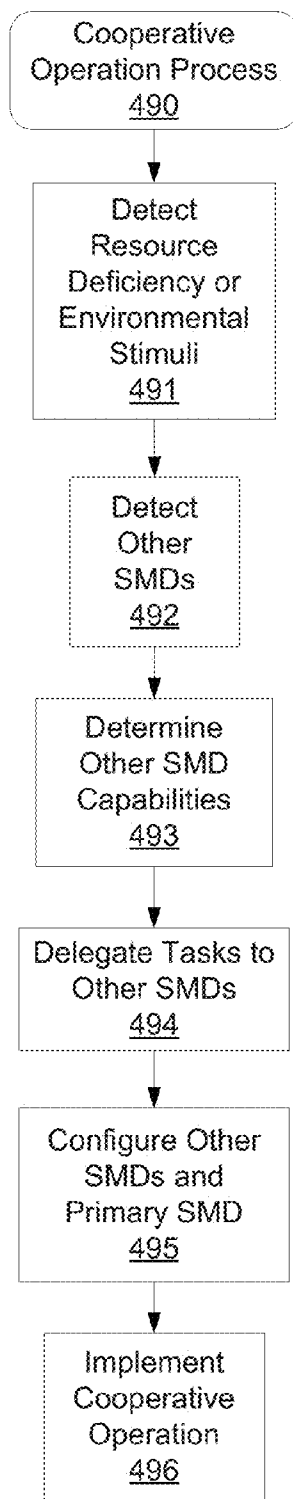 Cooperative
Operation Process
490
Detect
Resource
Deficiency or
Environmental
Stimuli
491
Detect
Other
SMDs
492
Determine
Other SMD
Capabilities
493
Delegate Tasks to
Other SMDs
494
Configure Other
SMDs and
Primary SMD
495
Implement
Cooperative
Operation
496